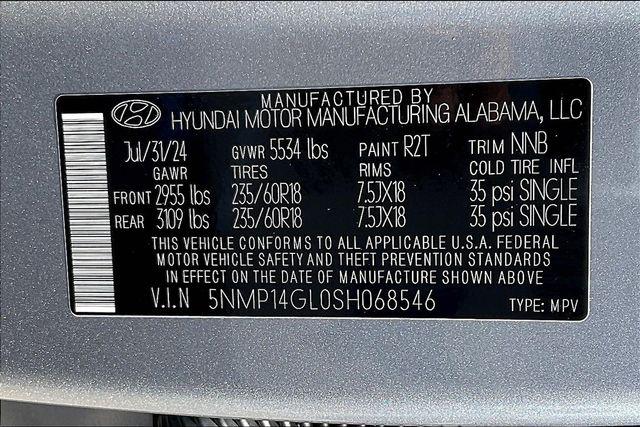 MANUFACTURED BY
HYUNDAI MOTOR MANUFACTURING ALABAMA, LLC
Jul/31/24 GVWR 5534 lbs PAINT R2T TRIM NNB
GAWR TIRES RIMS COLD TIRE INFL
FRONT 2955 lbs 235/60R18 7.5JX18 35 psi SINGLE
REAR 3109 lbs 235/60R18 7.5JX18 35 psi SINGLE
THIS VEHICLE CONFORMS TO ALL APPLICABLE U.S.A. FEDERAL
MOTOR VEHICLE SAFETY AND THEFT PREVENTION STANDARDS
IN EFFECT ON THE DATE OF MANUFACTURE SHOWN ABOVE
V.I.N 5NMP14GL0SH068546 TYPE: MPV